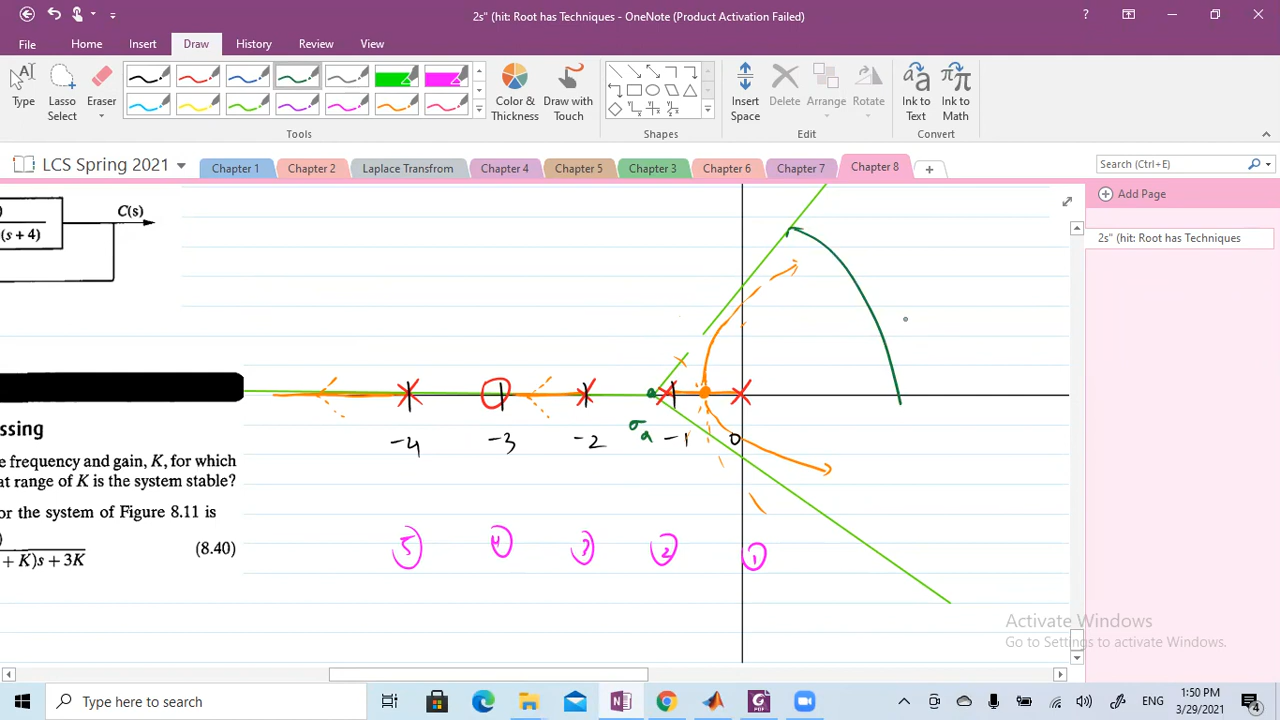 2s" (hit: Root has Techniques - OneNote (Product Activation Failed)
?
File Home Insert Draw History Review View
Type
Lasso Select
Eraser
Color & Thickness
Draw with Touch
Shapes
Insert Space
Delete
Arrange
Rotate
Ink to Text
Ink to Math
Tools
Shapes
Edit
Convert
LCS Spring 2021
Chapter 1
Chapter 2
Laplace Transfrom
Chapter 4
Chapter 5
Chapter 3
Chapter 6
Chapter 7
Chapter 8
Search (Ctrl+E)
Add Page
2s" (hit: Root has Techniques
)
(s + 4)
C(s)
σa
-4 -3 -2 -1 0
ssing
e frequency and gain, K, for which
at range of K is the system stable?
or the system of Figure 8.11 is
)
+ K)s + 3K
(8.40)
5 4 3 2 1
Activate Windows
Go to Settings to activate Windows.
Type here to search
ENG
1:50 PM
3/29/2021
4